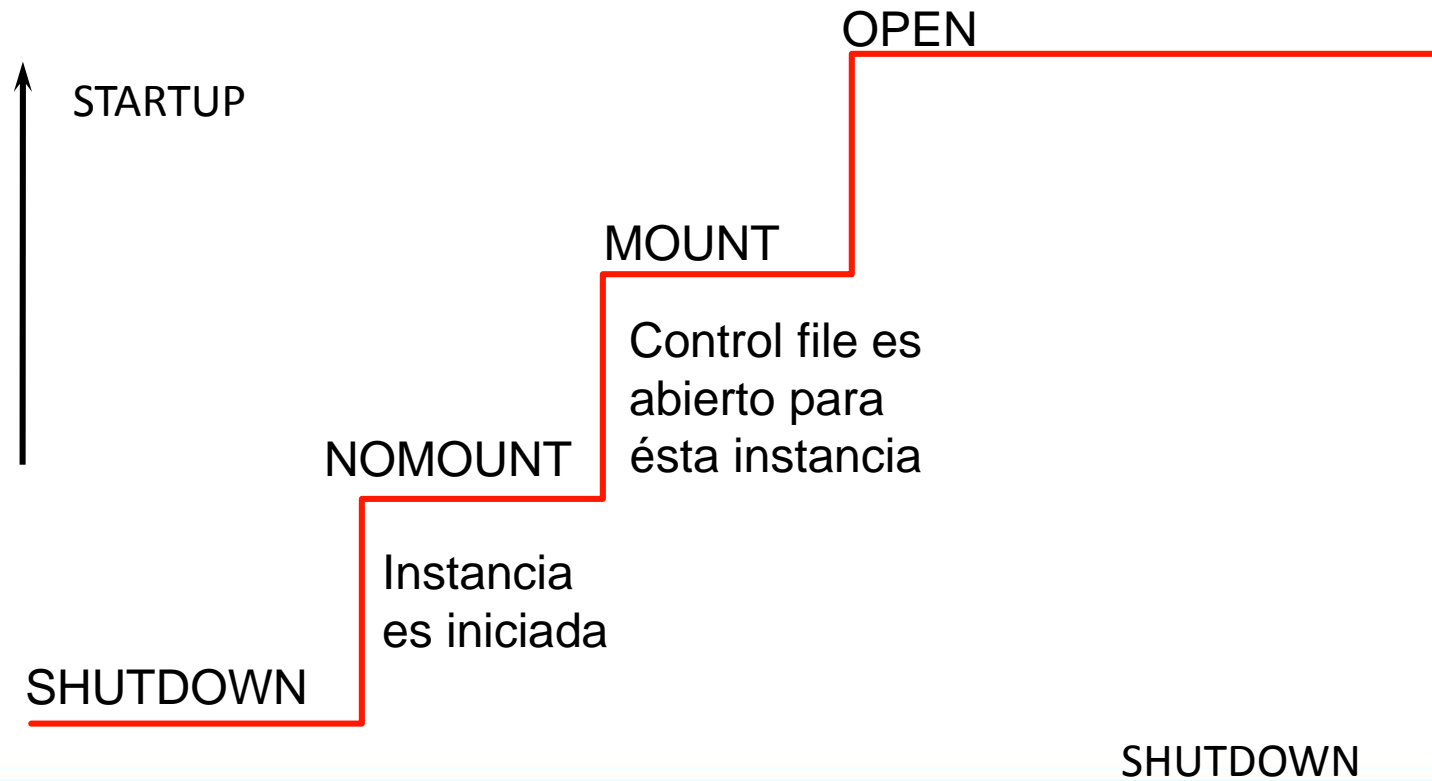 OPEN
STARTUP
MOUNT
Control file es
abierto para
ésta instancia
NOMOUNT
Instancia
es iniciada
SHUTDOWN
SHUTDOWN